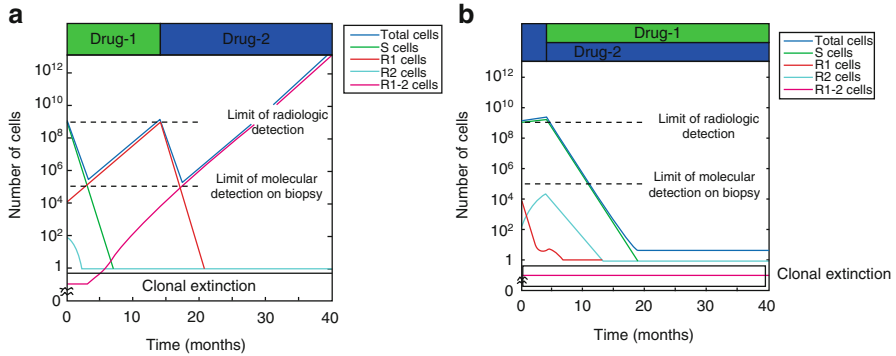 a
Drug-1
Drug-2
Total cells
S cells
R1 cells
R2 cells
R1-2 cells
Number of cells
10^12
10^10
10^8
10^6
10^4
10^2
1
0
Limit of radiologic
detection
Limit of molecular
detection on biopsy
Clonal extinction
0
10
20
30
40
Time (months)
b
Drug-1
Drug-2
Total cells
S cells
R1 cells
R2 cells
R1-2 cells
Number of cells
10^12
10^10
10^8
10^6
10^4
10^2
1
0
Limit of radiologic
detection
Limit of molecular
detection on biopsy
Clonal extinction
0
10
20
30
40
Time (months)